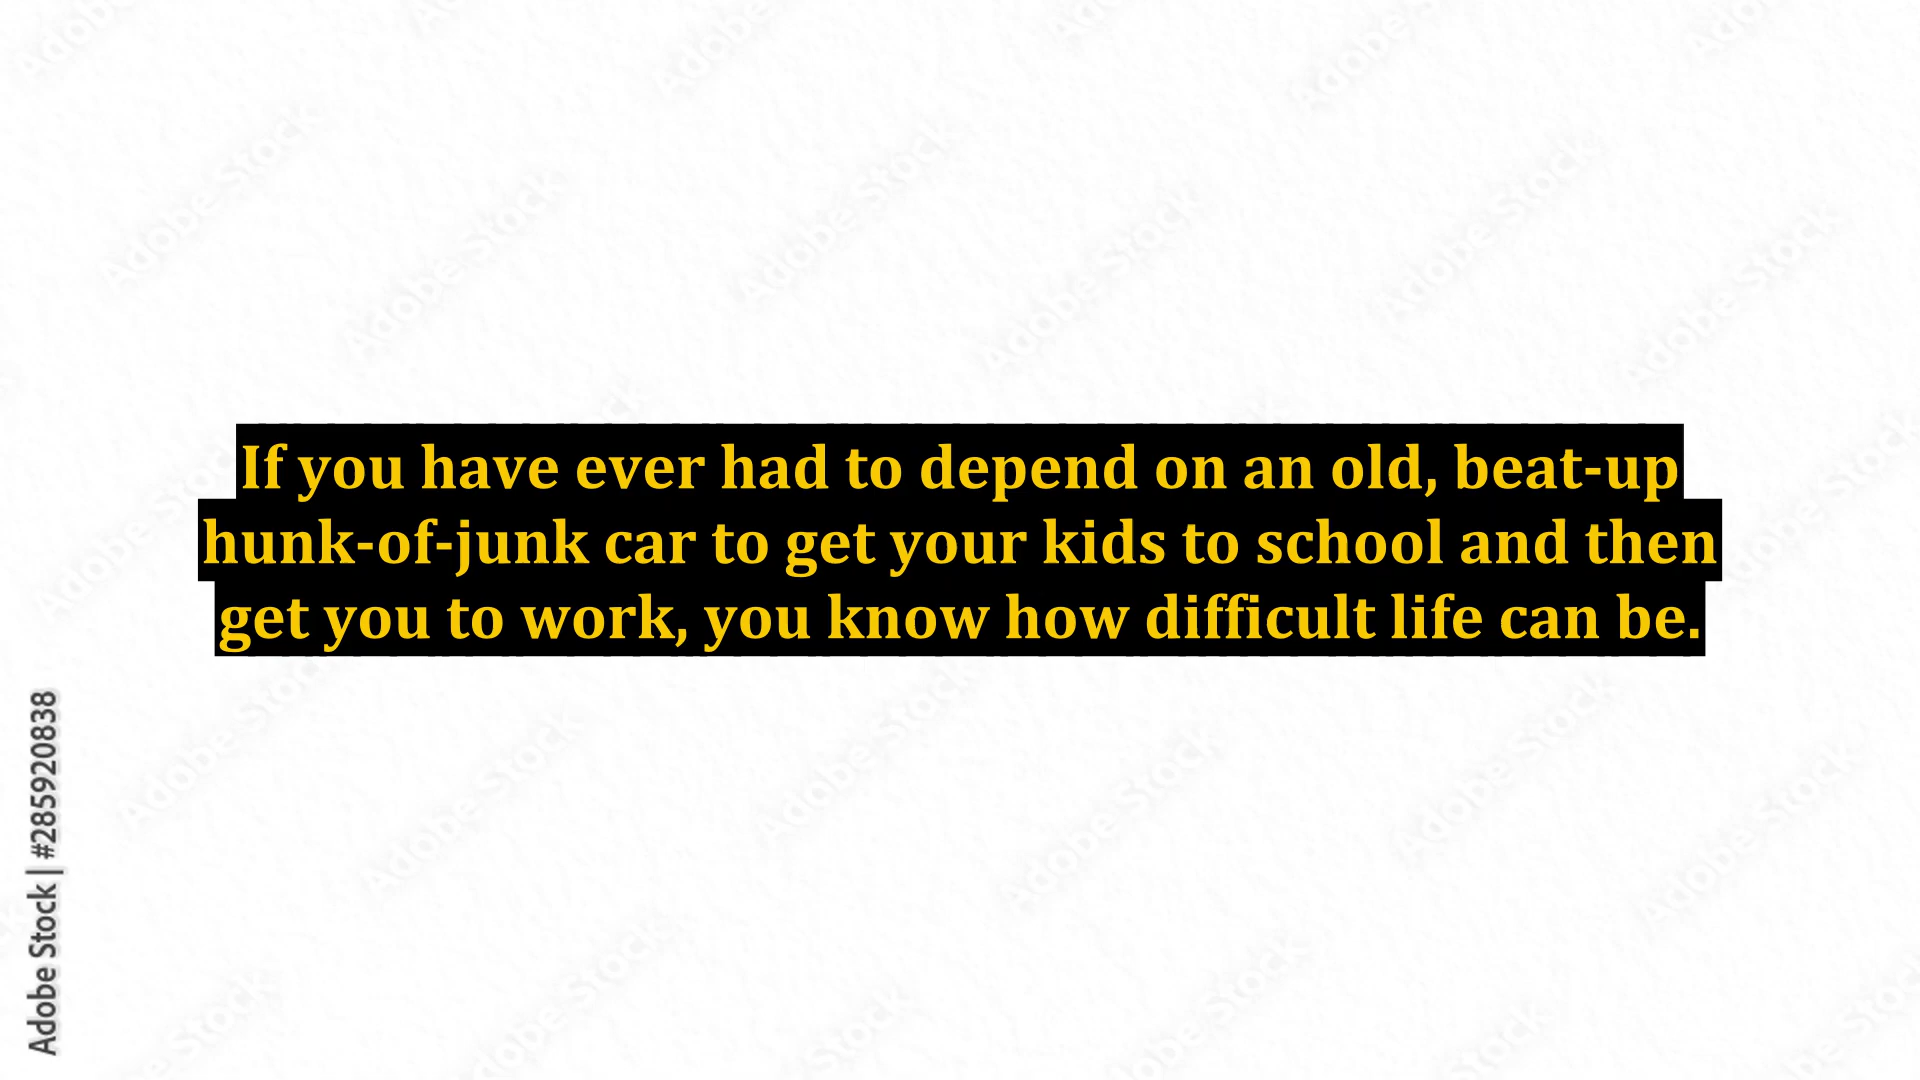 If you have ever had to depend on an old, beat-up
hunk-of-junk car to get your kids to school and then
get you to work, you know how difficult life can be.
Adobe Stock | #285920838
Adobe Stock